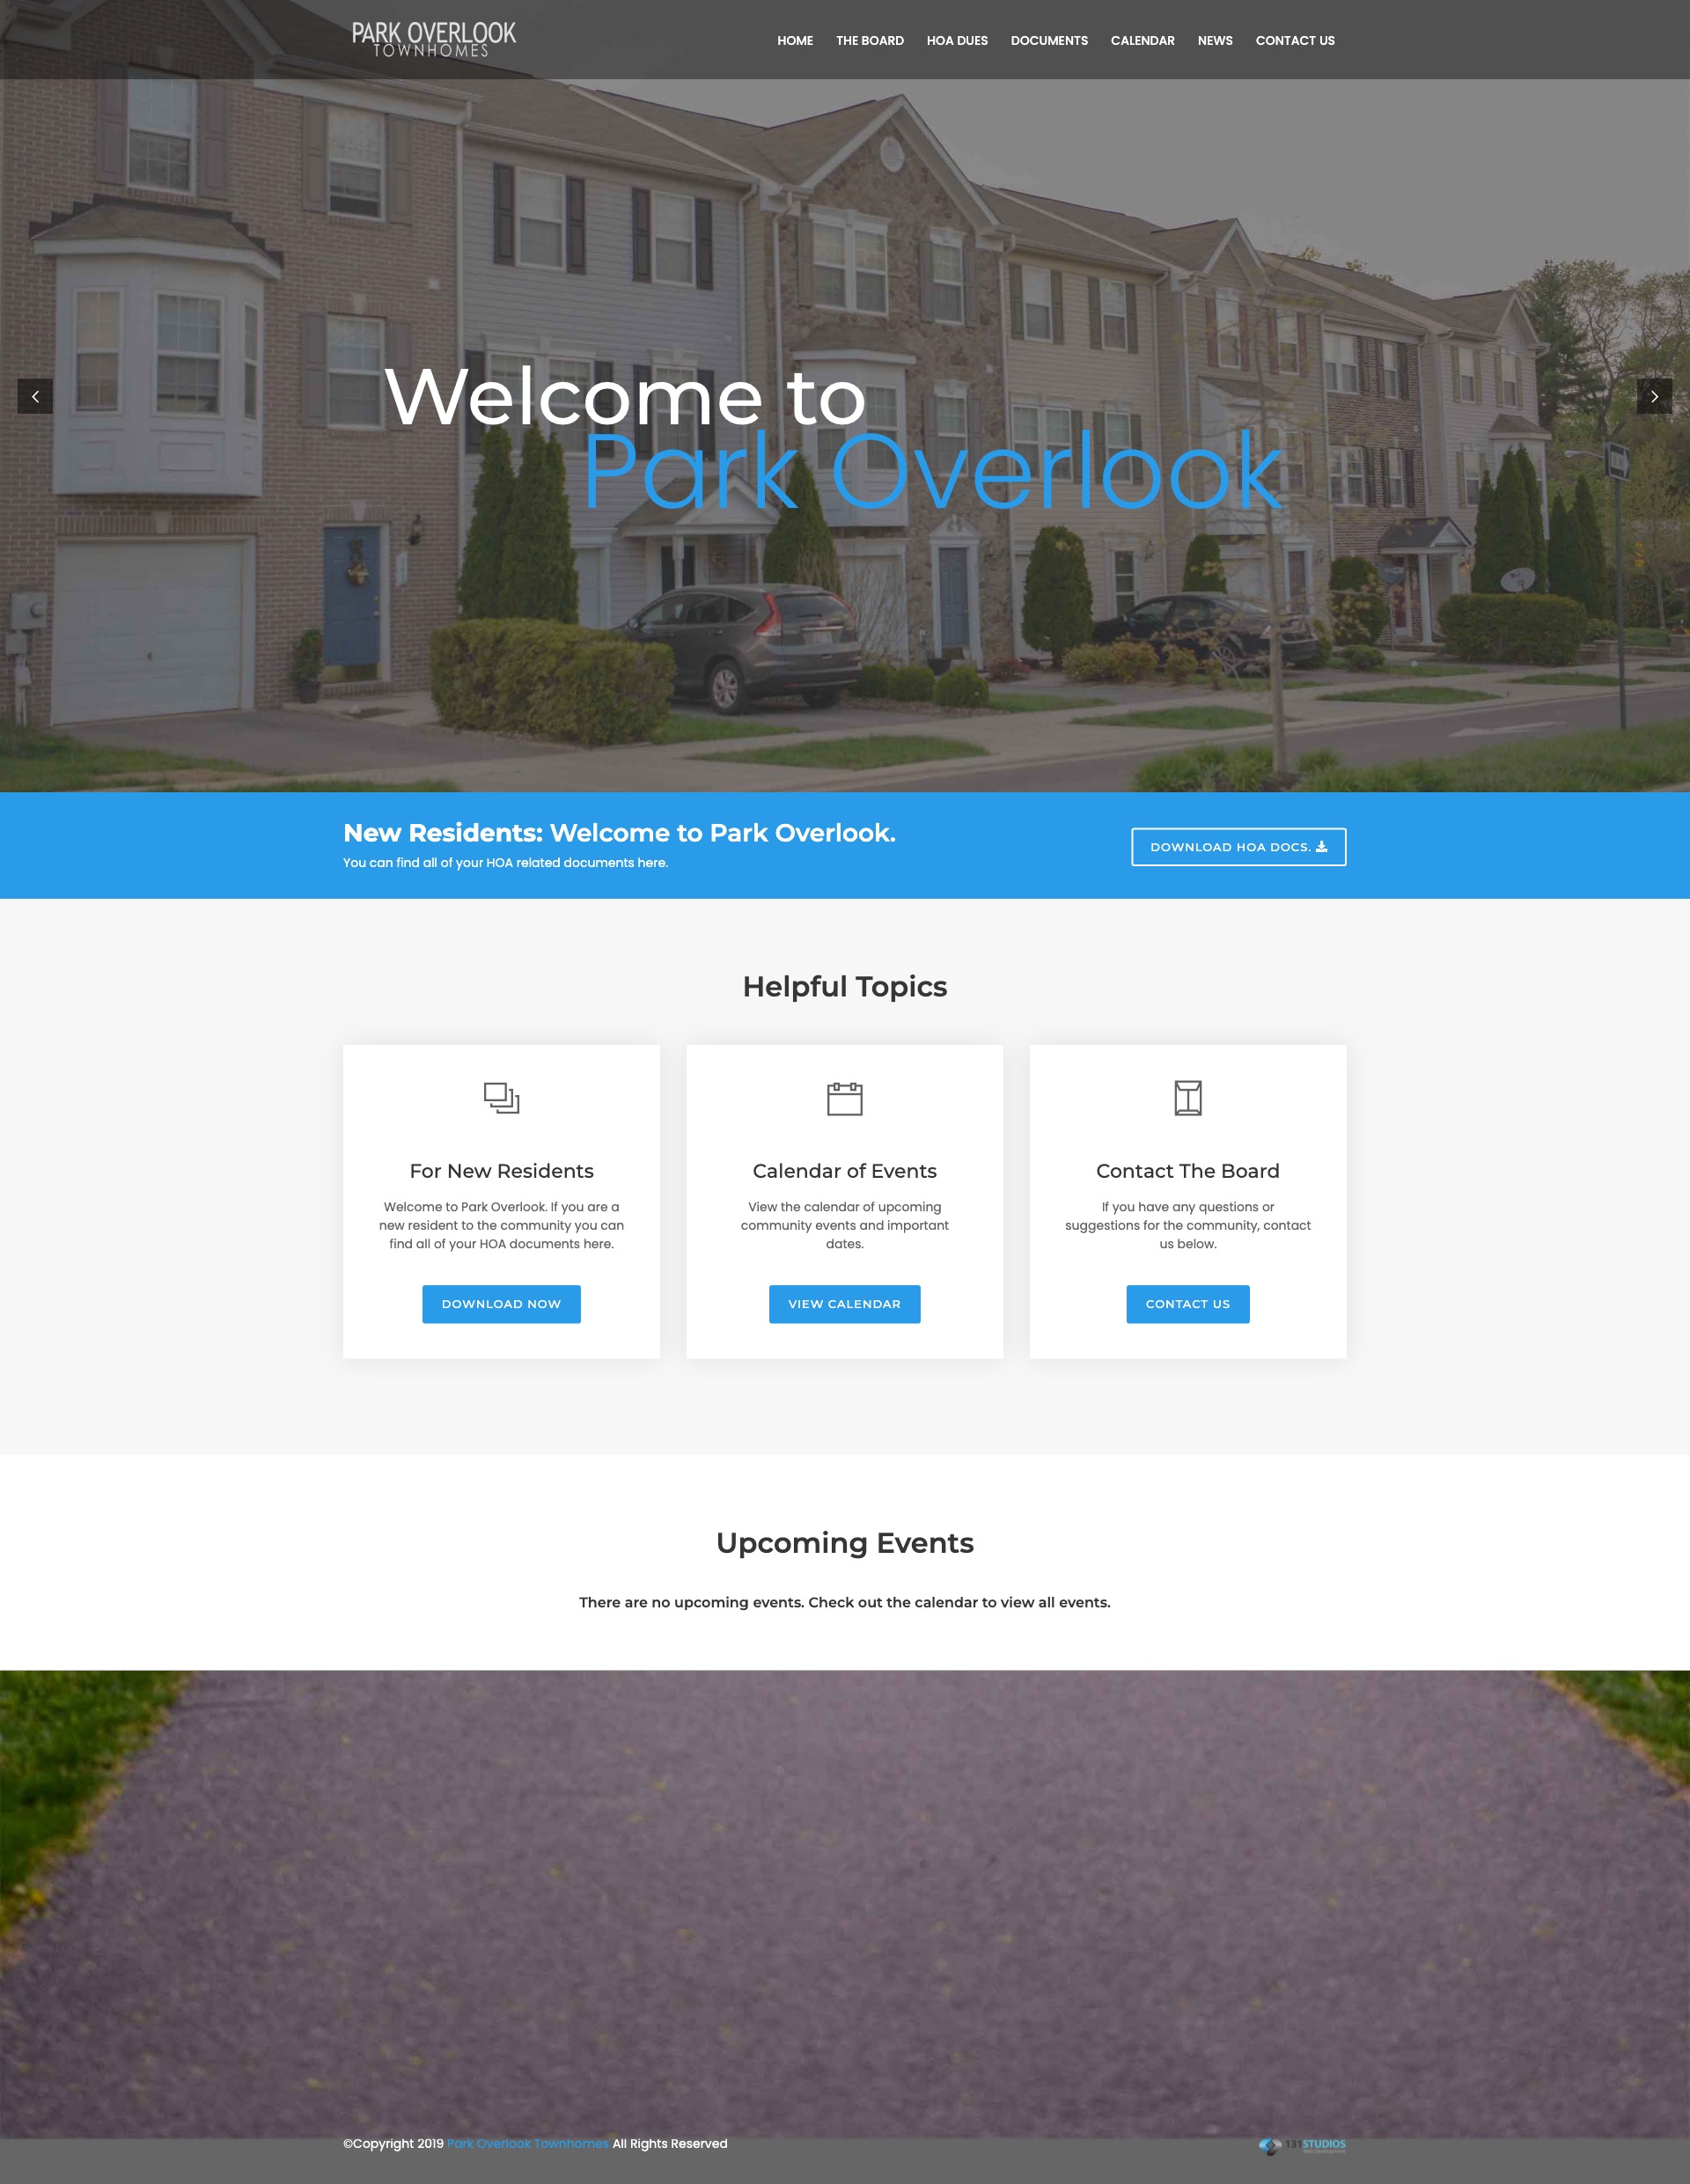 PARK OVERLOOK
TOWNHOMES
HOME THE BOARD HOA DUES DOCUMENTS CALENDAR NEWS CONTACT US
Welcome to
Park Overlook
New Residents: Welcome to Park Overlook.
You can find all of your HOA related documents here.
DOWNLOAD HOA DOCS.
Helpful Topics
For New Residents
Welcome to Park Overlook. If you are a
new resident to the community you can
find all of your HOA documents here.
DOWNLOAD NOW
Calendar of Events
View the calendar of upcoming
community events and important
dates.
VIEW CALENDAR
Contact The Board
If you have any questions or
suggestions for the community, contact
us below.
CONTACT US
Upcoming Events
There are no upcoming events. Check out the calendar to view all events.
©Copyright 2019 Park Overlook Townhomes All Rights Reserved
131STUDIOS